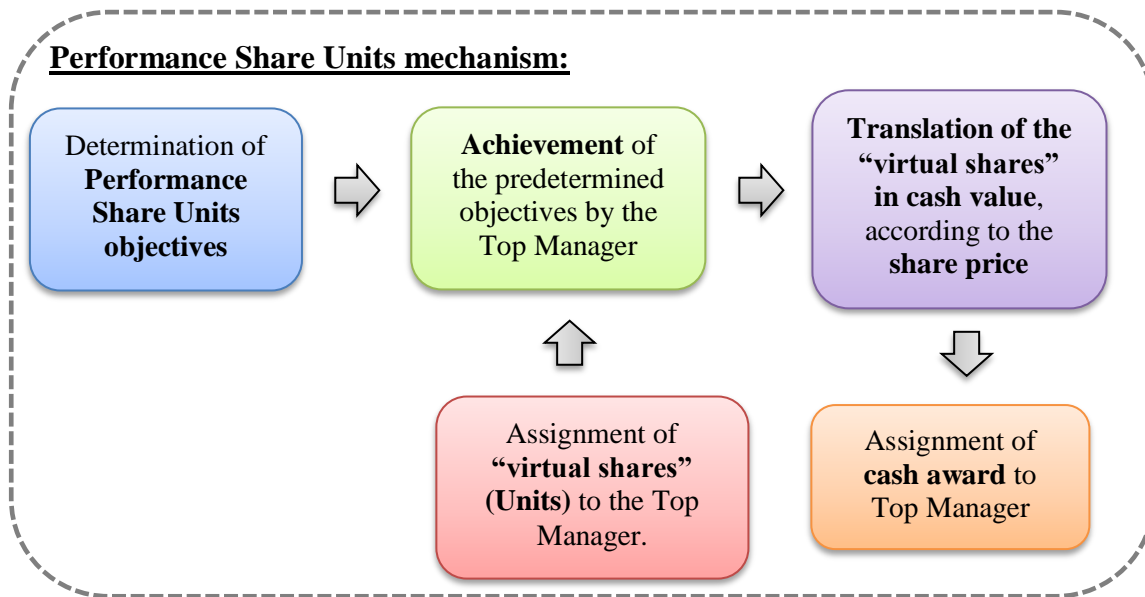 Performance Share Units mechanism:
Determination of
Performance
Share Units
objectives
Achievement of
the predetermined
objectives by the
Top Manager
Translation of the
“virtual shares”
in cash value,
according to the
share price
Assignment of
“virtual shares”
(Units) to the Top
Manager.
Assignment of
cash award to
Top Manager